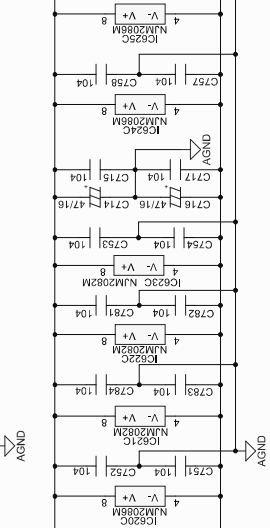 IC620C
NJM2086M
4 V- V+ 8
C751 104 C752 104
AGND
AGND
IC621C
NJM2082M
4 V- V+ 8
C783 104 C784 104
IC622C
NJM2082M
4 V- V+ 8
C782 104 C781 104
IC623C NJM2082M
4 V- V+ 8
C754 104 C753 104
C716 47/16 C714 47/16
+ +
C717 104 C715 104
AGND
IC624C
NJM2086M
4 V- V+ 8
C757 104 C758 104
IC625C
NJM2086M
4 V- V+ 8